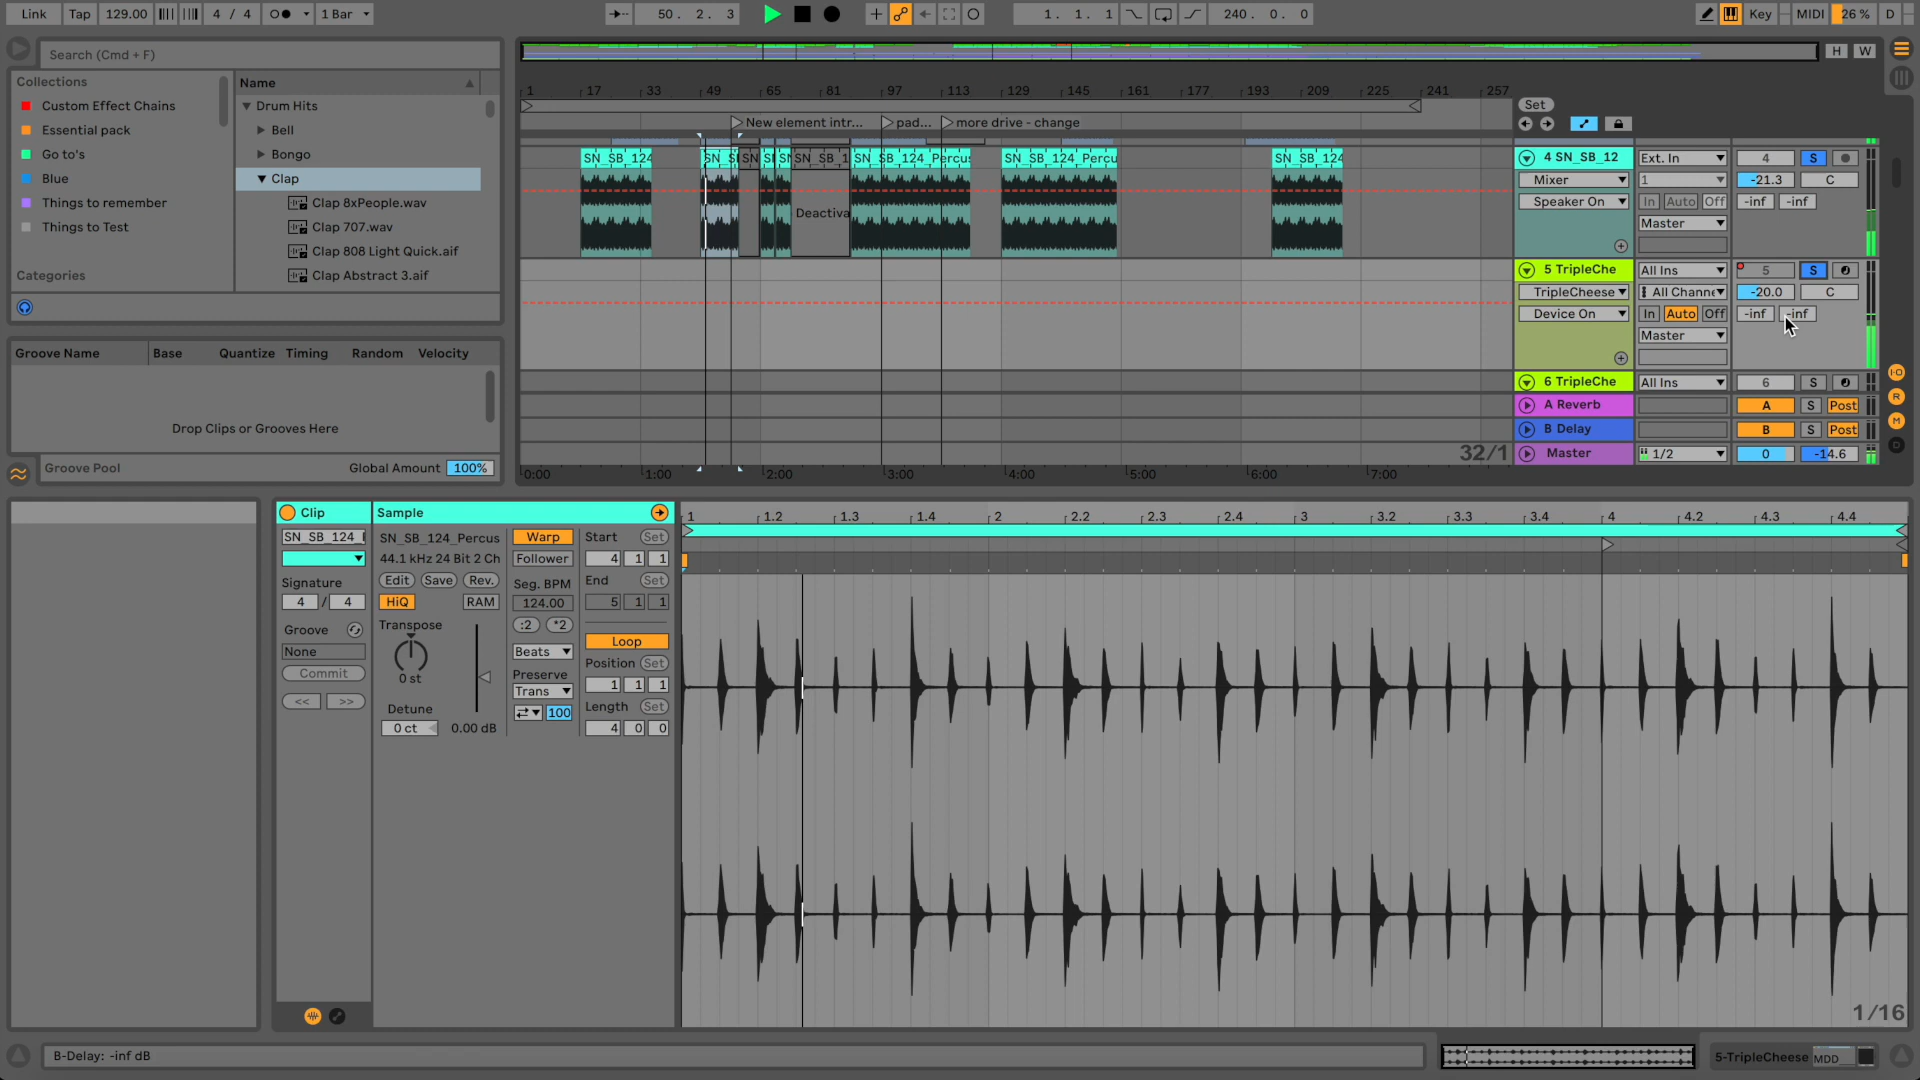 Link Tap 129.00 4 / 4 1 Bar 50. 2. 3 1. 1. 1 240. 0. 0 Key MIDI 26 % D
Search (Cmd + F)
H W
Collections
Custom Effect Chains
Essential pack
Go to's
Blue
Things to remember
Things to Test
Categories
Name
Drum Hits
Bell
Bongo
Clap
Clap 8xPeople.wav
Clap 707.wav
Clap 808 Light Quick.aif
Clap Abstract 3.aif
Groove Name Base Quantize Timing Random Velocity
Drop Clips or Grooves Here
Groove Pool Global Amount 100%
1 17 33 49 65 81 97 113 129 145 161 177 193 209 225 241 257
Set
New element intr... pad... more drive - change
SN_SB_124 SN_SB_1 SN_SB_124_Percus SN_SB_124_Percu SN_SB_124
Deactiva
4 SN_SB_12 Ext. In 4 S
Mixer 1 -21.3 C
Speaker On In Auto Off -inf -inf
Master
5 TripleChe All Ins 5 S
TripleCheese All Channe -20.0 C
Device On In Auto Off -inf -inf
Master
6 TripleChe All Ins 6 S
A Reverb A S Post
B Delay B S Post
32/1 Master 1/2 0 -14.6
0:00 1:00 2:00 3:00 4:00 5:00 6:00 7:00
Clip
SN_SB_124_
Signature
4 / 4
Groove
None
Commit
<< >>
Sample
SN_SB_124_Percus
44.1 kHz 24 Bit 2 Ch
Edit Save Rev.
HiQ RAM
Transpose
0 st
Detune
0 ct 0.00 dB
Warp
Follower
Seg. BPM
124.00
:2 *2
Beats
Preserve
Trans
100
Start Set
4 1 1
End Set
5 1 1
Loop
Position Set
1 1 1
Length Set
4 0 0
1 1.2 1.3 1.4 2 2.2 2.3 2.4 3 3.2 3.3 3.4 4 4.2 4.3 4.4
1/16
B-Delay: -inf dB
5-TripleCheese MDD